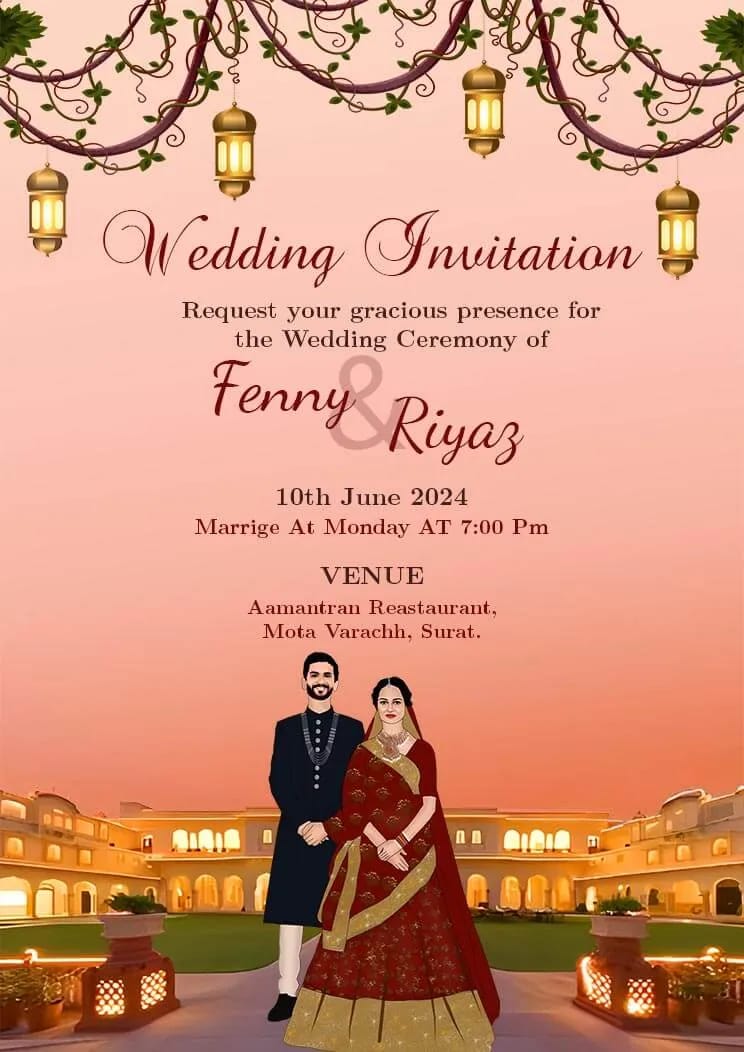 Wedding Invitation
Request your gracious presence for
the Wedding Ceremony of
Fenny
&
Riyaz
10th June 2024
Marrige At Monday AT 7:00 Pm
VENUE
Aamantran Reastaurant,
Mota Varachh, Surat.